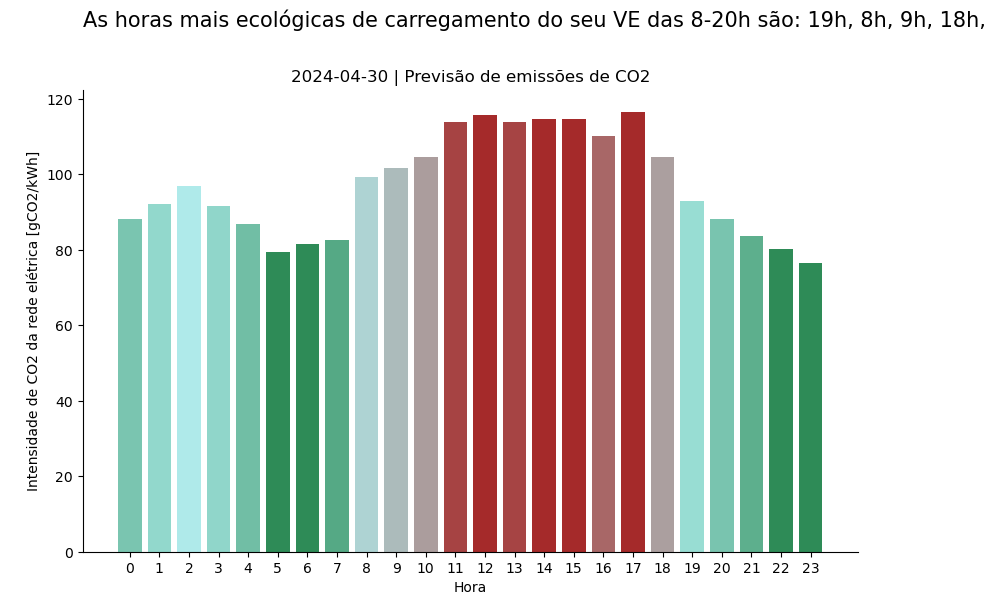 As horas mais ecológicas de carregamento do seu VE das 8-20h são: 19h, 8h, 9h, 18h,
2024-04-30 | Previsão de emissões de CO2
Intensidade de CO2 da rede elétrica [gCO2/kWh]
120
100
80
60
40
20
0
0 1 2 3 4 5 6 7 8 9 10 11 12 13 14 15 16 17 18 19 20 21 22 23
Hora